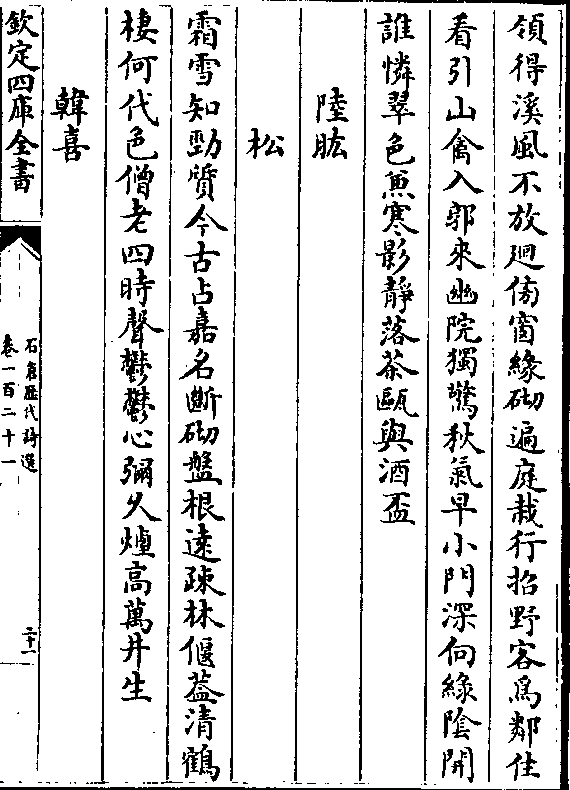 領得溪風不放廻傍窗緣砌遍庭栽行招野客爲鄰住
看引山禽入郭來幽院獨驚秋氣早小門深向緣隂開
誰憐翠色兼寒影靜落茶甌與酒盃
陸肱
松
霜雪知勁質今古占嘉名斷砌盤根遠疎林偃葢清鶴
棲何代色僧老四時聲鬱鬱心彌久煙高萬井生
韓喜
欽定四庫全書
石倉歷代詩選
卷一百二十一
二十一